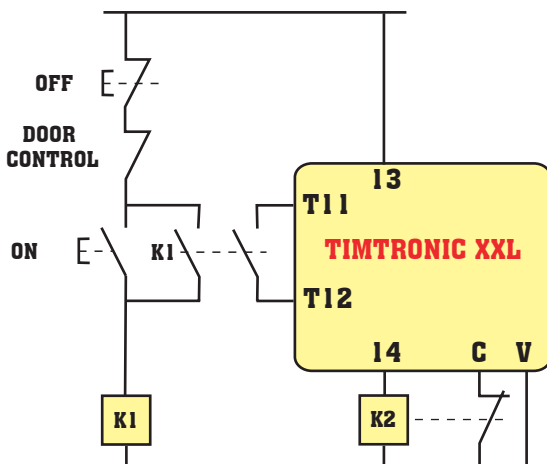 OFF
DOOR
CONTROL
13
T11
ON
K1
TIMTRONIC XXL
T12
14
C
V
K1
K2